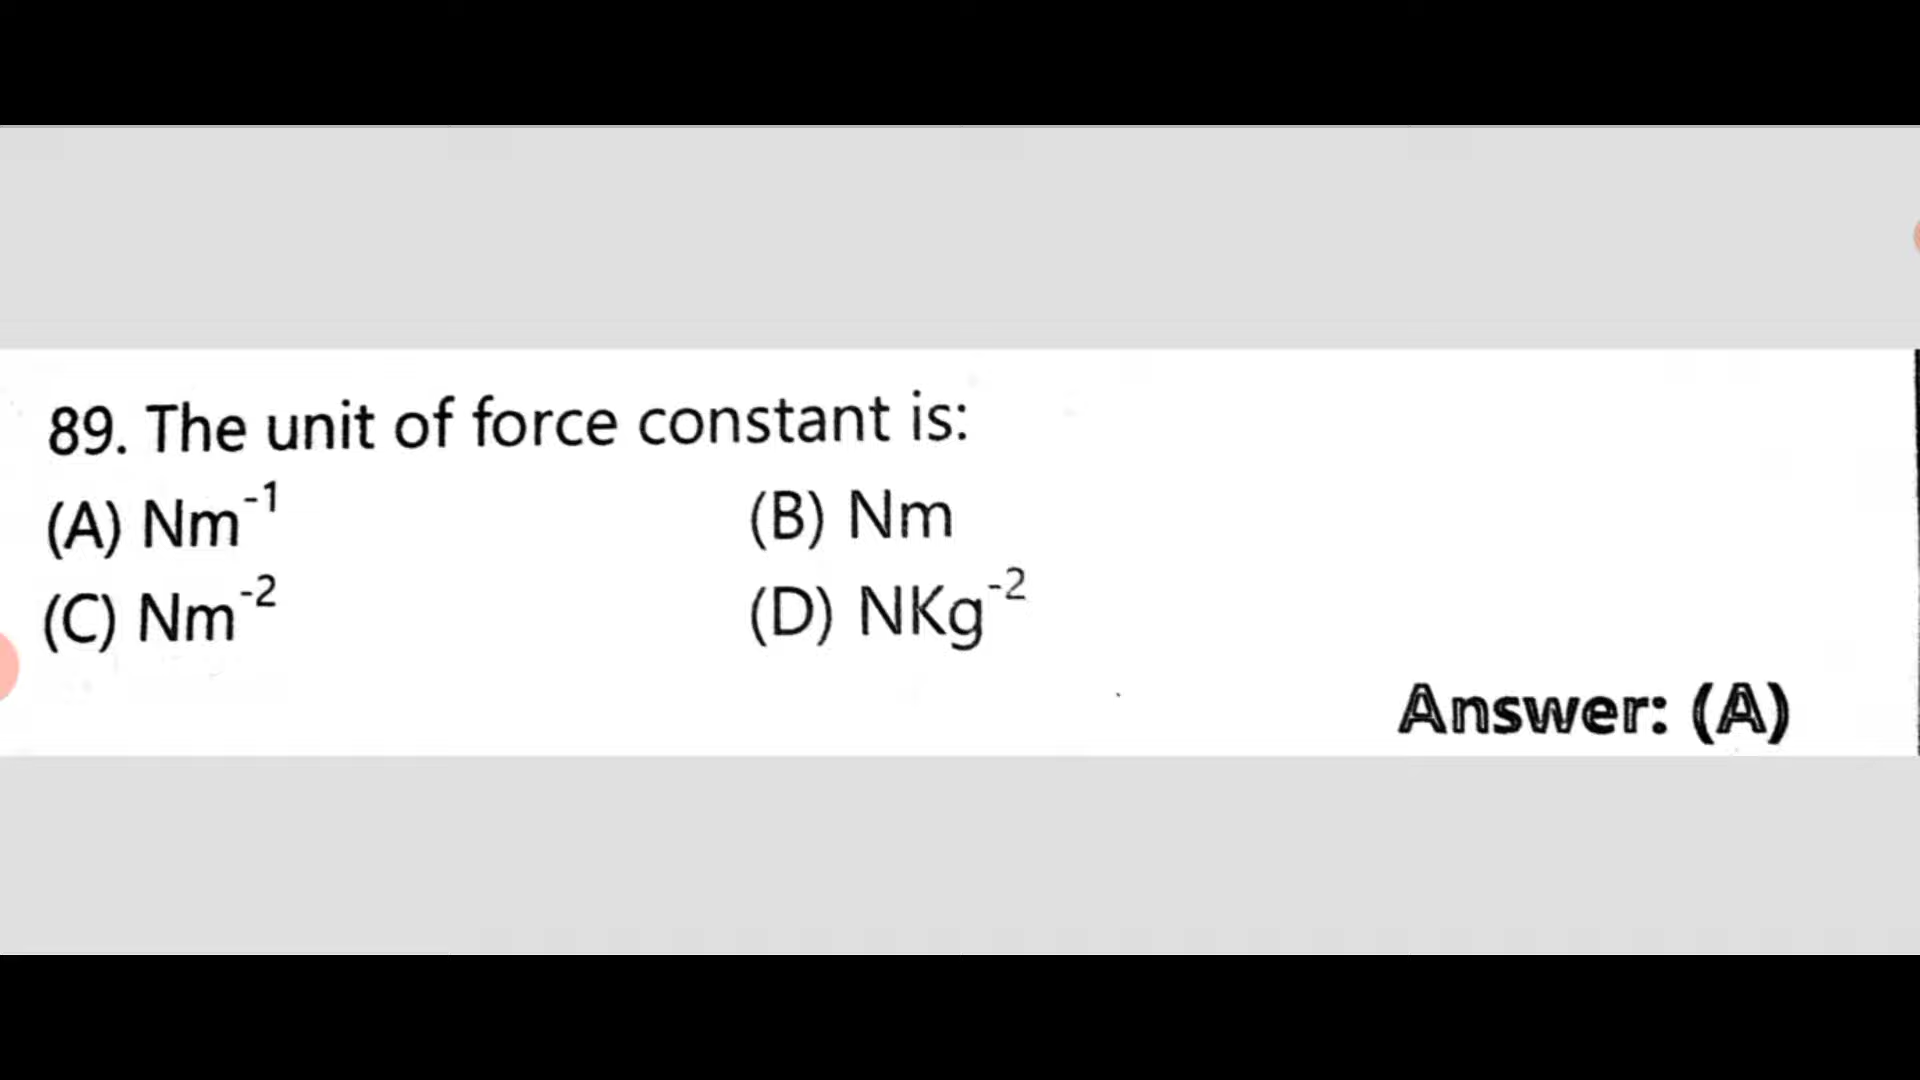 89. The unit of force constant is:
(A) Nm⁻¹ (B) Nm
(C) Nm⁻² (D) NKg⁻²
Answer: (A)